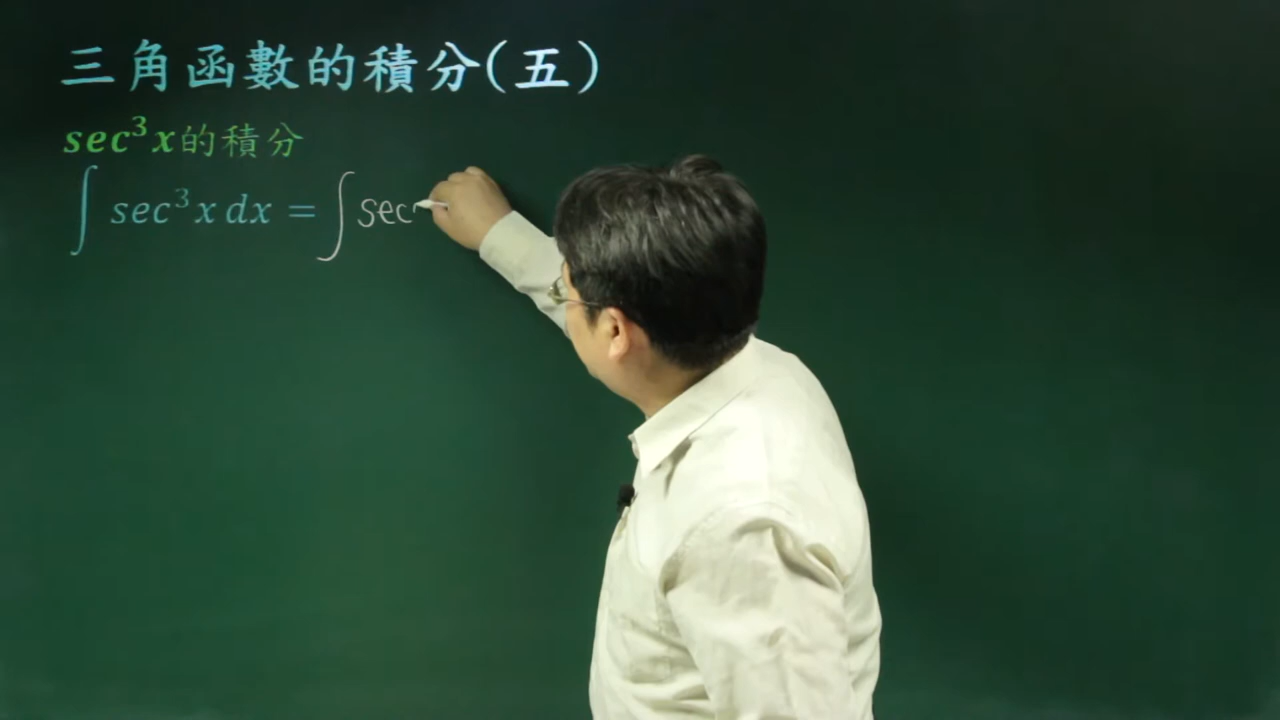 三角函數的積分(五)
sec³x的積分
∫ sec³x dx = ∫ sec